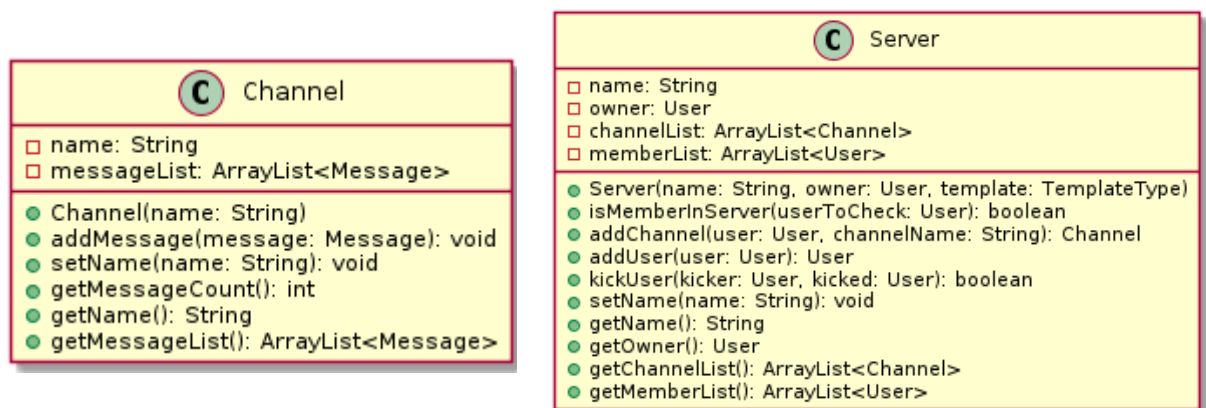 C Channel
name: String
messageList: ArrayList<Message>
Channel(name: String)
addMessage(message: Message): void
setName(name: String): void
getMessageCount(): int
getName(): String
getMessageList(): ArrayList<Message>
C Server
name: String
owner: User
channelList: ArrayList<Channel>
memberList: ArrayList<User>
Server(name: String, owner: User, template: TemplateType)
isMemberInServer(userToCheck: User): boolean
addChannel(user: User, channelName: String): Channel
addUser(user: User): User
kickUser(kicker: User, kicked: User): boolean
setName(name: String): void
getName(): String
getOwner(): User
getChannelList(): ArrayList<Channel>
getMemberList(): ArrayList<User>